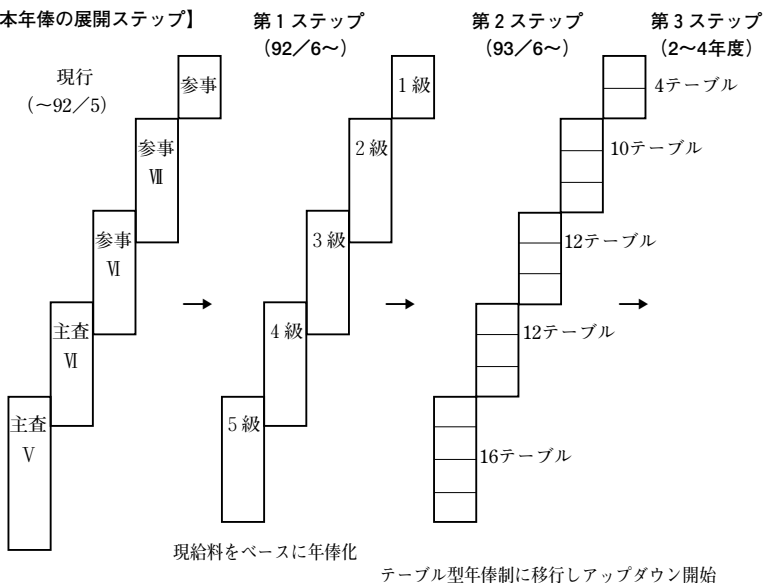 本年俸の展開ステップ】
現行
（〜92／5）
参事
参事
Ⅶ
参事
Ⅵ
主査
Ⅵ
主査
Ⅴ
第1ステップ
（92／6〜）
1級
2級
3級
4級
5級
現給料をベースに年俸化
第2ステップ
（93／6〜）
4テーブル
10テーブル
12テーブル
12テーブル
16テーブル
テーブル型年俸制に移行しアップダウン開始
第3ステップ
（2〜4年度）
→
→
→